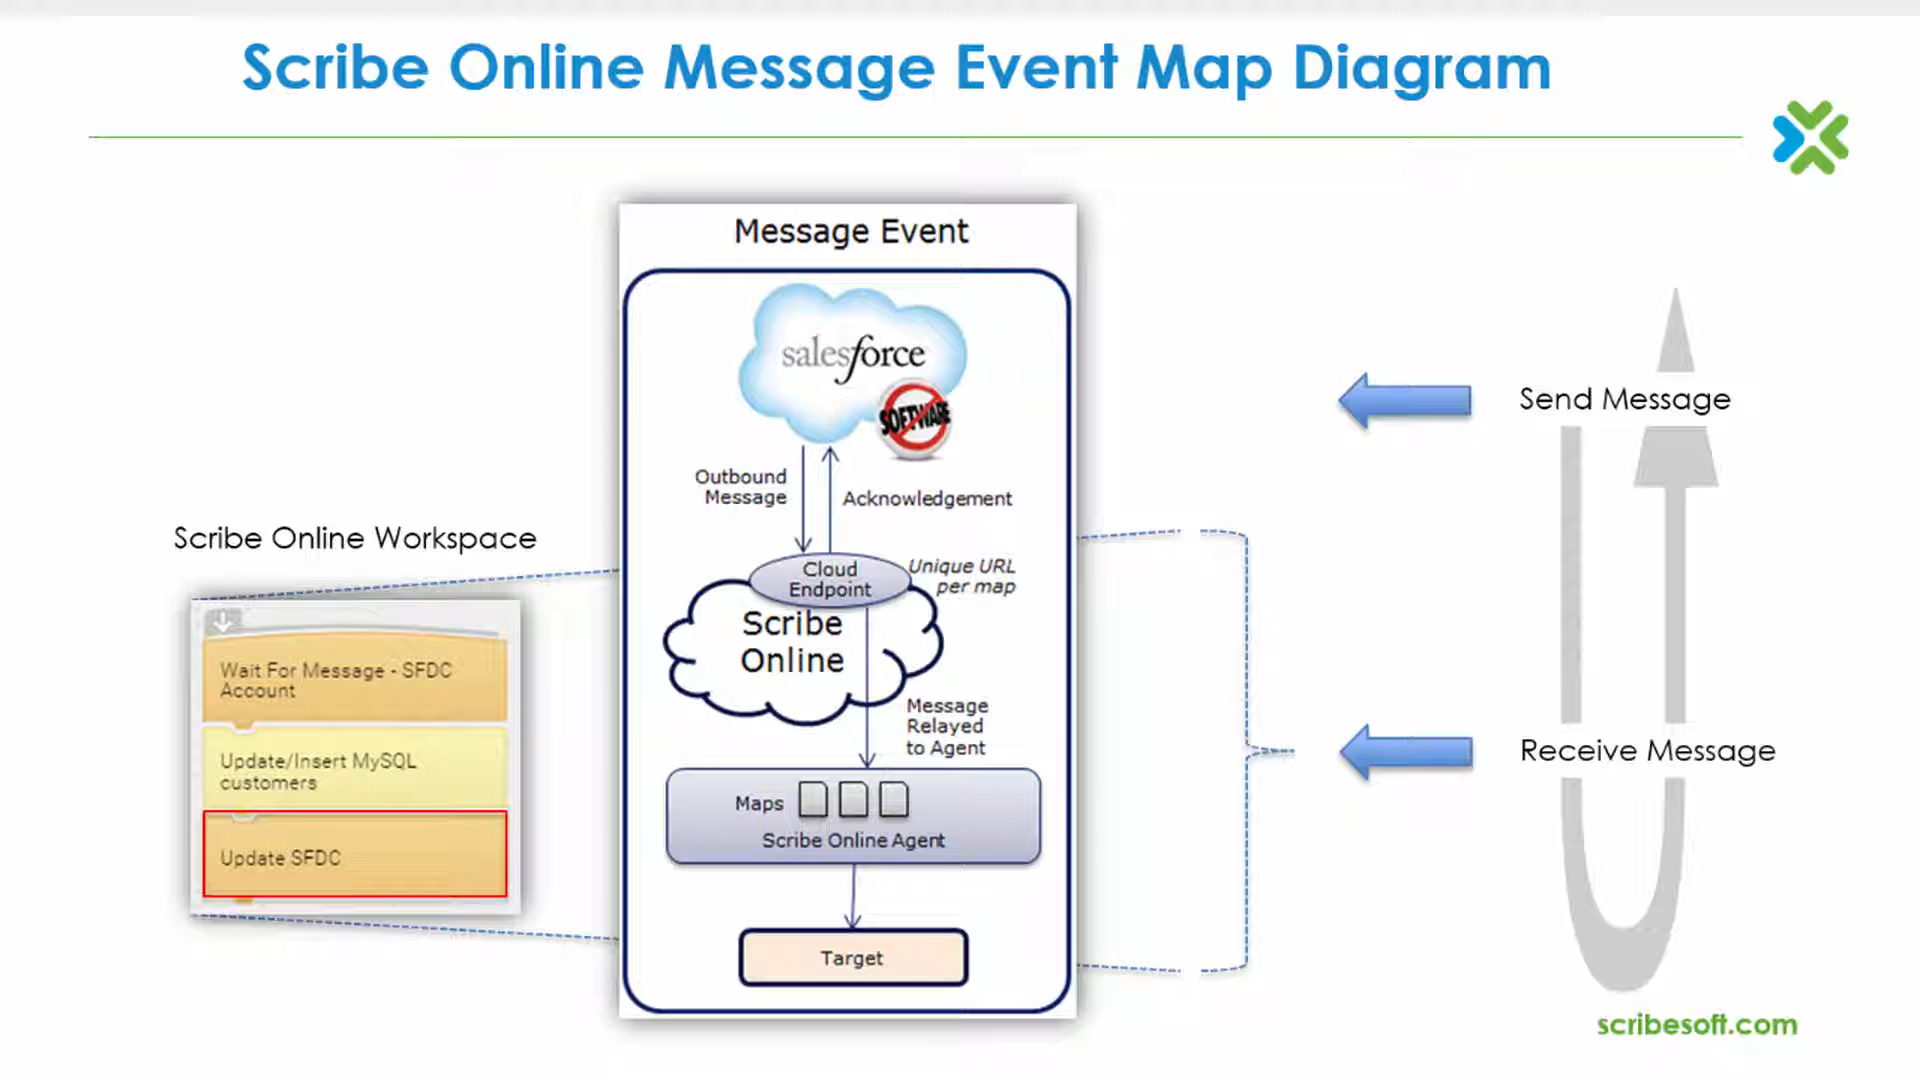 Scribe Online Message Event Map Diagram
Message Event
salesforce
SOFTWARE
Outbound
Message
Acknowledgement
Cloud
Endpoint
Unique URL
per map
Scribe
Online
Message
Relayed
to Agent
Maps
Scribe Online Agent
Target
Scribe Online Workspace
Wait For Message - SFDC
Account
Update/Insert MySQL
customers
Update SFDC
Send Message
Receive Message
scribesoft.com